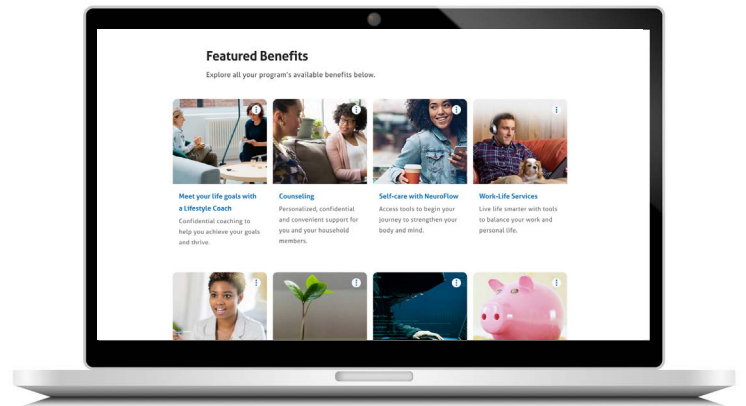 Featured Benefits
Explore all your program's available benefits below.
Meet your life goals with
a Lifestyle Coach
Confidential coaching to
help you achieve your goals
and thrive.
Counseling
Personalized, confidential
and convenient support for
you and your household
members.
Self-care with NeuroFlow
Access tools to begin your
journey to strengthen your
body and mind.
Work-Life Services
Live life smarter with tools
to balance your work and
personal life.